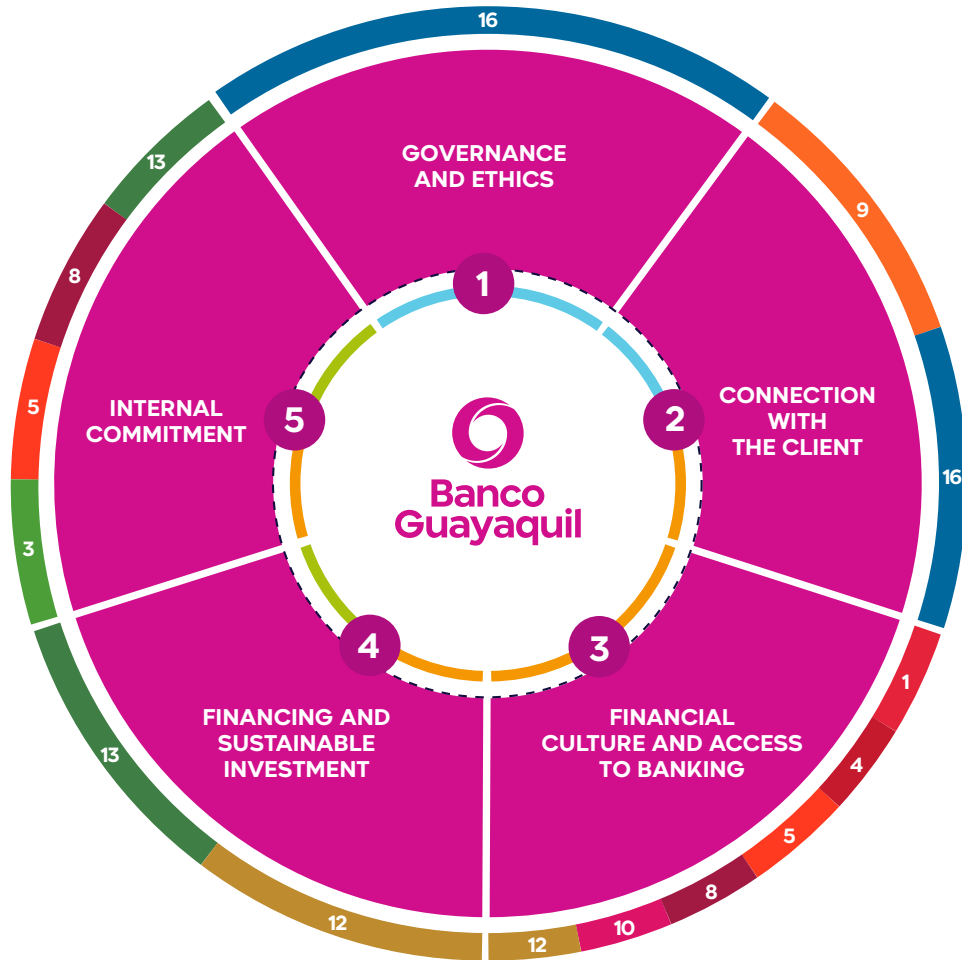 16
GOVERNANCE
AND ETHICS
1
9
16
CONNECTION
WITH
THE CLIENT
2
1
4
5
8
10
12
FINANCIAL
CULTURE AND ACCESS
TO BANKING
3
12
13
FINANCING AND
SUSTAINABLE
INVESTMENT
4
3
5
8
13
INTERNAL
COMMITMENT
5
Banco
Guayaquil